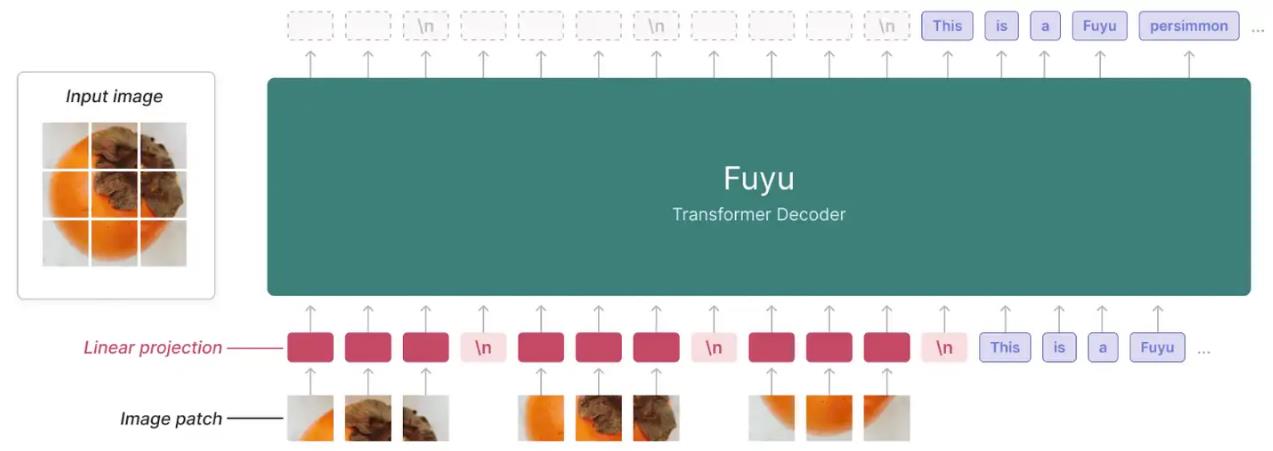 \n \n \n This is a Fuyu persimmon ...
Input image
Fuyu
Transformer Decoder
Linear projection \n \n \n This is a Fuyu ...
Image patch